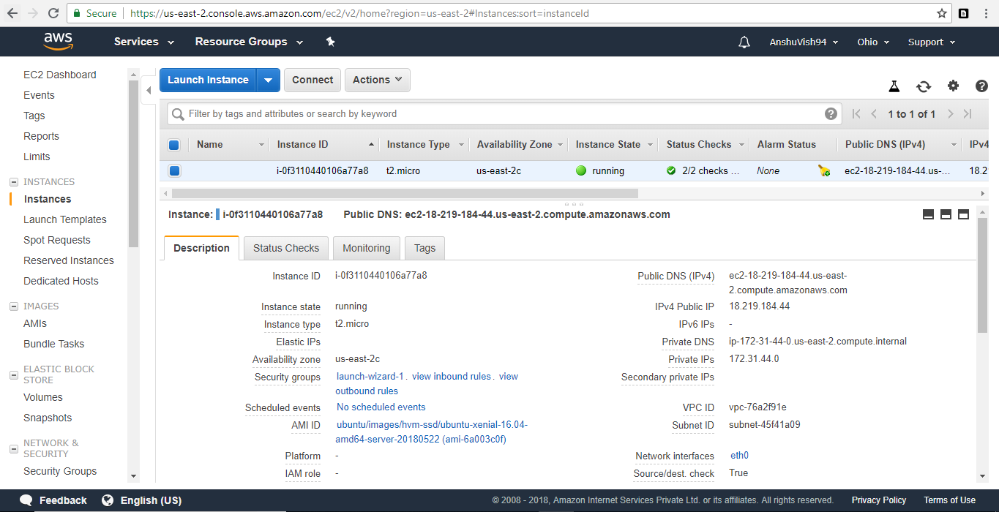 Secure
https://us-east-2.console.aws.amazon.com/ec2/v2/home?region=us-east-2#Instances:sort=instanceId
aws
Services
Resource Groups
AnshuVish94
Ohio
Support
EC2 Dashboard
Events
Tags
Reports
Limits
INSTANCES
Instances
Launch Templates
Spot Requests
Reserved Instances
Dedicated Hosts
IMAGES
AMIs
Bundle Tasks
ELASTIC BLOCK
STORE
Volumes
Snapshots
NETWORK &
SECURITY
Security Groups
Launch Instance
Connect
Actions
Filter by tags and attributes or search by keyword
1 to 1 of 1
Name Instance ID Instance Type Availability Zone Instance State Status Checks Alarm Status Public DNS (IPv4) IPv4
i-0f3110440106a77a8 t2.micro us-east-2c running 2/2 checks ... None ec2-18-219-184-44.us-... 18.2
Instance: i-0f3110440106a77a8 Public DNS: ec2-18-219-184-44.us-east-2.compute.amazonaws.com
Description
Status Checks
Monitoring
Tags
Instance ID i-0f3110440106a77a8
Instance state running
Instance type t2.micro
Elastic IPs
Availability zone us-east-2c
Security groups launch-wizard-1. view inbound rules. view
outbound rules
Scheduled events No scheduled events
AMI ID ubuntu/images/hvm-ssd/ubuntu-xenial-16.04-
amd64-server-20180522 (ami-6a003c0f)
Platform -
IAM role -
Public DNS (IPv4) ec2-18-219-184-44.us-east-
2.compute.amazonaws.com
IPv4 Public IP 18.219.184.44
IPv6 IPs -
Private DNS ip-172-31-44-0.us-east-2.compute.internal
Private IPs 172.31.44.0
Secondary private IPs
VPC ID vpc-76a2f91e
Subnet ID subnet-45f41a09
Network interfaces eth0
Source/dest. check True
Feedback
English (US)
© 2008 - 2018, Amazon Internet Services Private Ltd. or its affiliates. All rights reserved.
Privacy Policy
Terms of Use